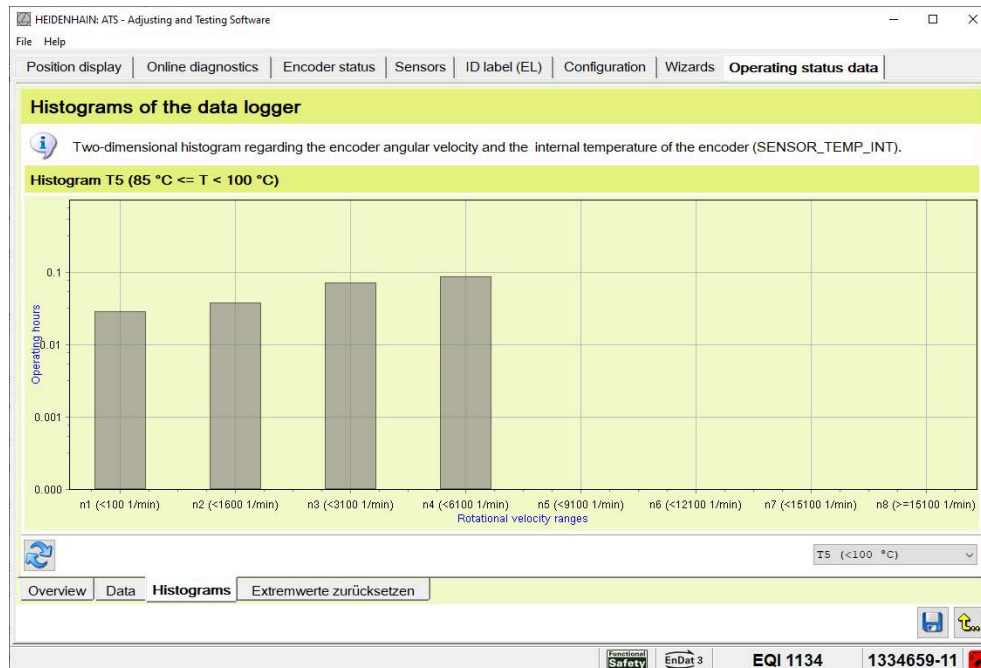 HEIDENHAIN: ATS - Adjusting and Testing Software
File Help
Position display Online diagnostics Encoder status Sensors ID label (EL) Configuration Wizards Operating status data
Histograms of the data logger
Two-dimensional histogram regarding the encoder angular velocity and the internal temperature of the encoder (SENSOR_TEMP_INT).
Histogram T5 (85 °C <= T < 100 °C)
Operating hours
0.1
0.01
0.001
0.000
n1 (<100 1/min) n2 (<1600 1/min) n3 (<3100 1/min) n4 (<6100 1/min) n5 (<9100 1/min) n6 (<12100 1/min) n7 (<15100 1/min) n8 (>=15100 1/min)
Rotational velocity ranges
T5 (<100 °C)
Overview Data Histograms Extremwerte zurücksetzen
Functional Safety EnDat 3 EQI 1134 1334659-11